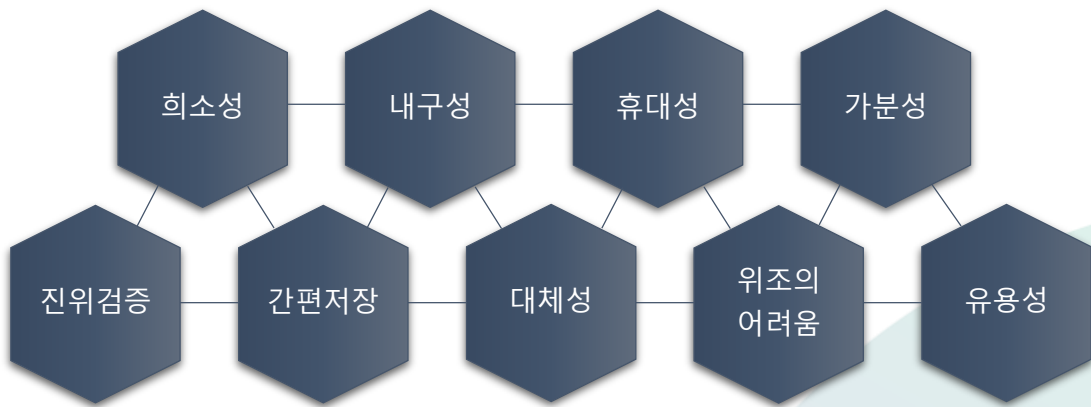 희소성
내구성
휴대성
가분성
진위검증
간편저장
대체성
위조의
어려움
유용성